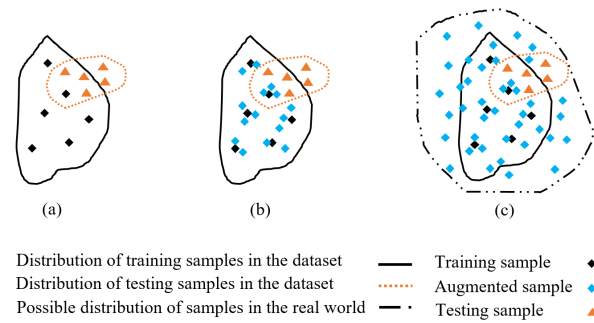 (a) (b) (c)
Distribution of training samples in the dataset Training sample
Distribution of testing samples in the dataset Augmented sample
Possible distribution of samples in the real world Testing sample